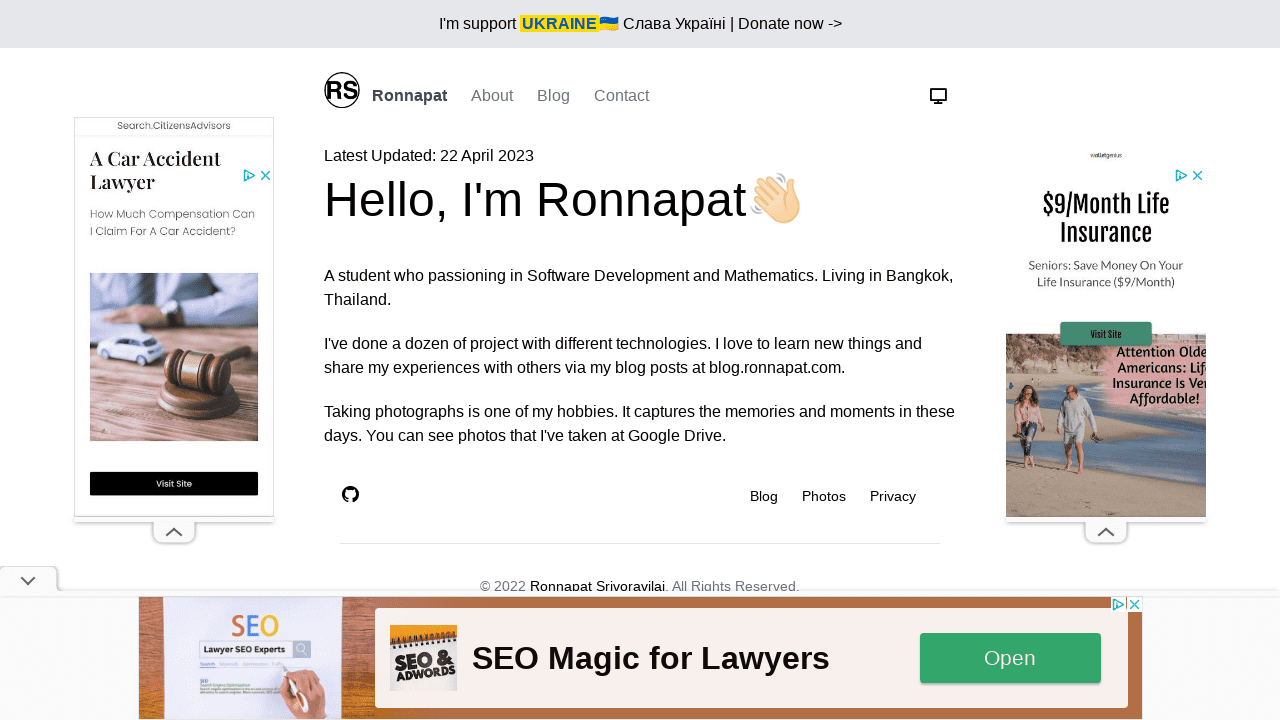 I'm support UKRAINE🇺🇦 Слава Україні | Donate now ->
RS Ronnapat About Blog Contact
Latest Updated: 22 April 2023
Hello, I'm Ronnapat👋🏻
A student who passioning in Software Development and Mathematics. Living in Bangkok,
Thailand.
I've done a dozen of project with different technologies. I love to learn new things and
share my experiences with others via my blog posts at blog.ronnapat.com.
Taking photographs is one of my hobbies. It captures the memories and moments in these
days. You can see photos that I've taken at Google Drive.
Blog Photos Privacy
© 2022 Ronnapat Srivoravilai. All Rights Reserved.
Search.CitizensAdvisors
A Car Accident
Lawyer
How Much Compensation Can
I Claim For A Car Accident?
Visit Site
walletgenius
$9/Month Life
Insurance
Seniors: Save Money On Your
Life Insurance ($9/Month)
Visit Site
Attention Olde
Americans: Lif
Insurance Is Ver
Affordable!
SEO
Lawyer SEO Experts
SEO &
ADWORDS
SEO Magic for Lawyers
Open